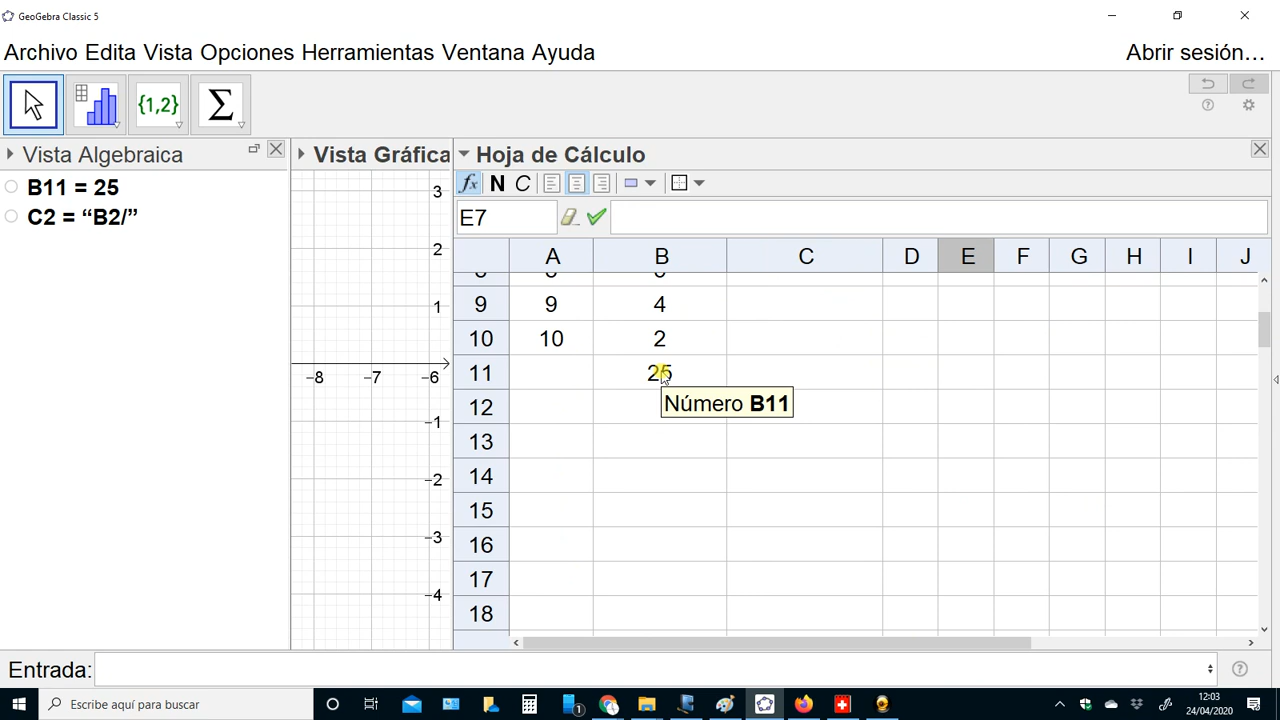 GeoGebra Classic 5
Archivo Edita Vista Opciones Herramientas Ventana Ayuda
Abrir sesión...
{1,2}
Σ
Vista Algebraica
B11 = 25
C2 = “B2/”
Vista Gráfica
3
2
1
-8 -7 -6
-1
-2
-3
-4
Hoja de Cálculo
fx N C
E7
A B C D E F G H I J
9 9 4
10 10 2
11 25
Número B11
12
13
14
15
16
17
18
Entrada:
Escribe aquí para buscar
1
12:03
24/04/2020